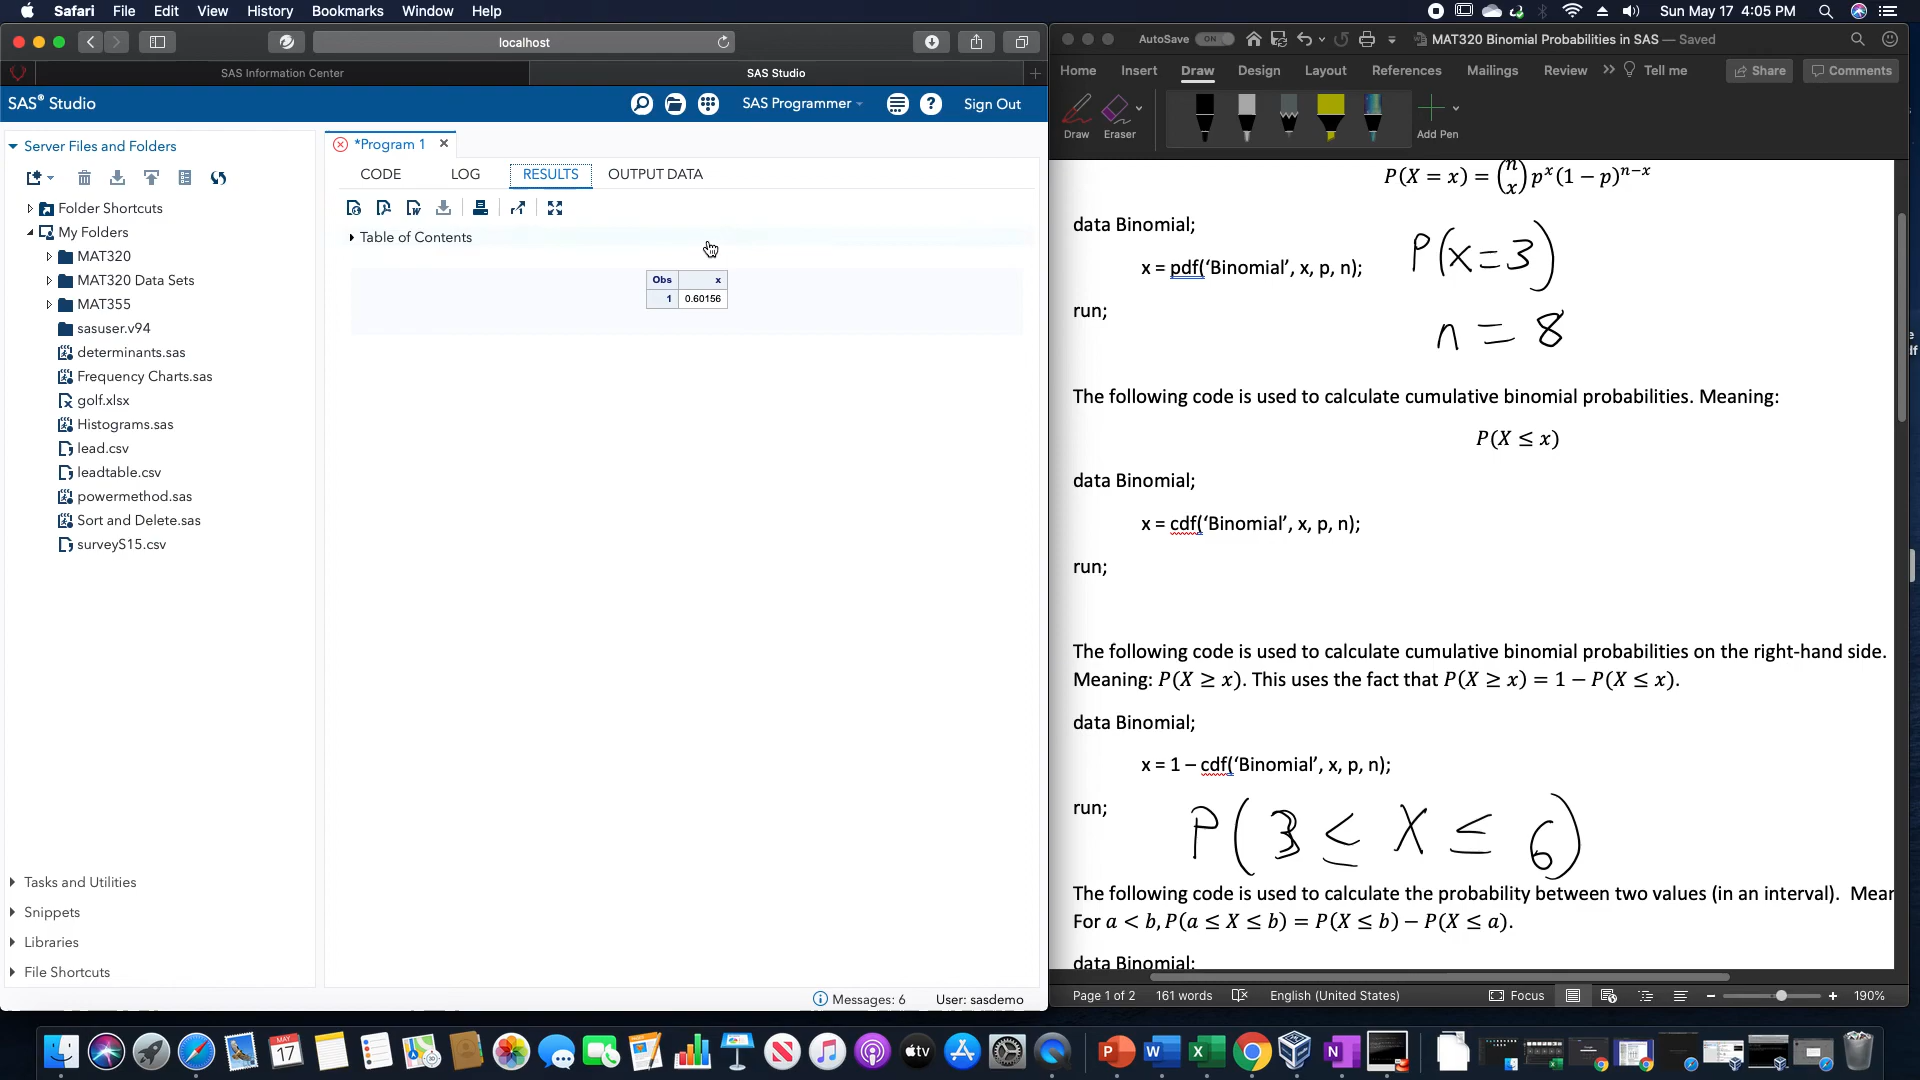 Safari File Edit View History Bookmarks Window Help Sun May 17 4:05 PM
localhost
SAS Information Center SAS Studio
SAS® Studio SAS Programmer Sign Out
Server Files and Folders
Folder Shortcuts
My Folders
MAT320
MAT320 Data Sets
MAT355
sasuser.v94
determinants.sas
Frequency Charts.sas
golf.xlsx
Histograms.sas
lead.csv
leadtable.csv
powermethod.sas
Sort and Delete.sas
surveyS15.csv
Tasks and Utilities
Snippets
Libraries
File Shortcuts
*Program 1
CODE LOG RESULTS OUTPUT DATA
Table of Contents
Obs x
1 0.60156
Messages: 6 User: sasdemo
AutoSave ON MAT320 Binomial Probabilities in SAS — Saved
Home Insert Draw Design Layout References Mailings Review Tell me Share Comments
Draw Eraser Add Pen
P(X = x) = (n x) p^x (1 − p)^n−x
data Binomial;
x = pdf('Binomial', x, p, n);
run;
P(x=3)
n = 8
The following code is used to calculate cumulative binomial probabilities. Meaning:
P(X ≤ x)
data Binomial;
x = cdf('Binomial', x, p, n);
run;
The following code is used to calculate cumulative binomial probabilities on the right-hand side.
Meaning: P(X ≥ x). This uses the fact that P(X ≥ x) = 1 − P(X ≤ x).
data Binomial;
x = 1 – cdf('Binomial', x, p, n);
run;
P(3 ≤ X ≤ 6)
The following code is used to calculate the probability between two values (in an interval). Mear
For a < b, P(a ≤ X ≤ b) = P(X ≤ b) − P(X ≤ a).
data Binomial;
Page 1 of 2 161 words English (United States) Focus 190%
MAY
17
tv